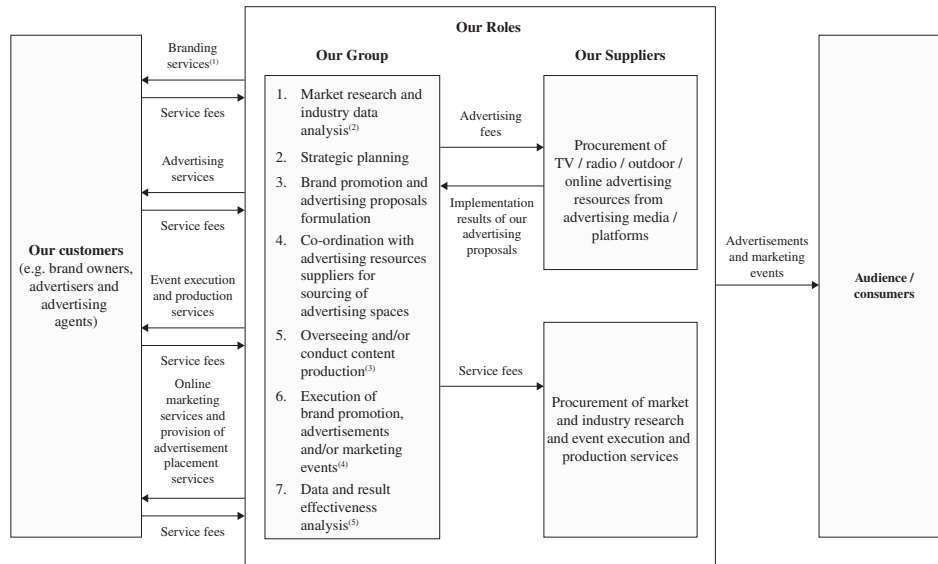 Our Roles
Our Group
Our Suppliers
Our customers
(e.g. brand owners,
advertisers and
advertising
agents)
Branding
services(1)
Service fees
Advertising
services
Service fees
Event execution
and production
services
Service fees
Online
marketing
services and
provision of
advertisement
placement
services
Service fees
1. Market research and
industry data
analysis(2)
2. Strategic planning
3. Brand promotion and
advertising proposals
formulation
4. Co-ordination with
advertising resources
suppliers for
sourcing of
advertising spaces
5. Overseeing and/or
conduct content
production(3)
6. Execution of
brand promotion,
advertisements
and/or marketing
events(4)
7. Data and result
effectiveness
analysis(5)
Advertising
fees
Implementation
results of our
advertising
proposals
Service fees
Procurement of
TV / radio / outdoor /
online advertising
resources from
advertising media /
platforms
Procurement of market
and industry research
and event execution and
production services
Advertisements
and marketing
events
Audience /
consumers